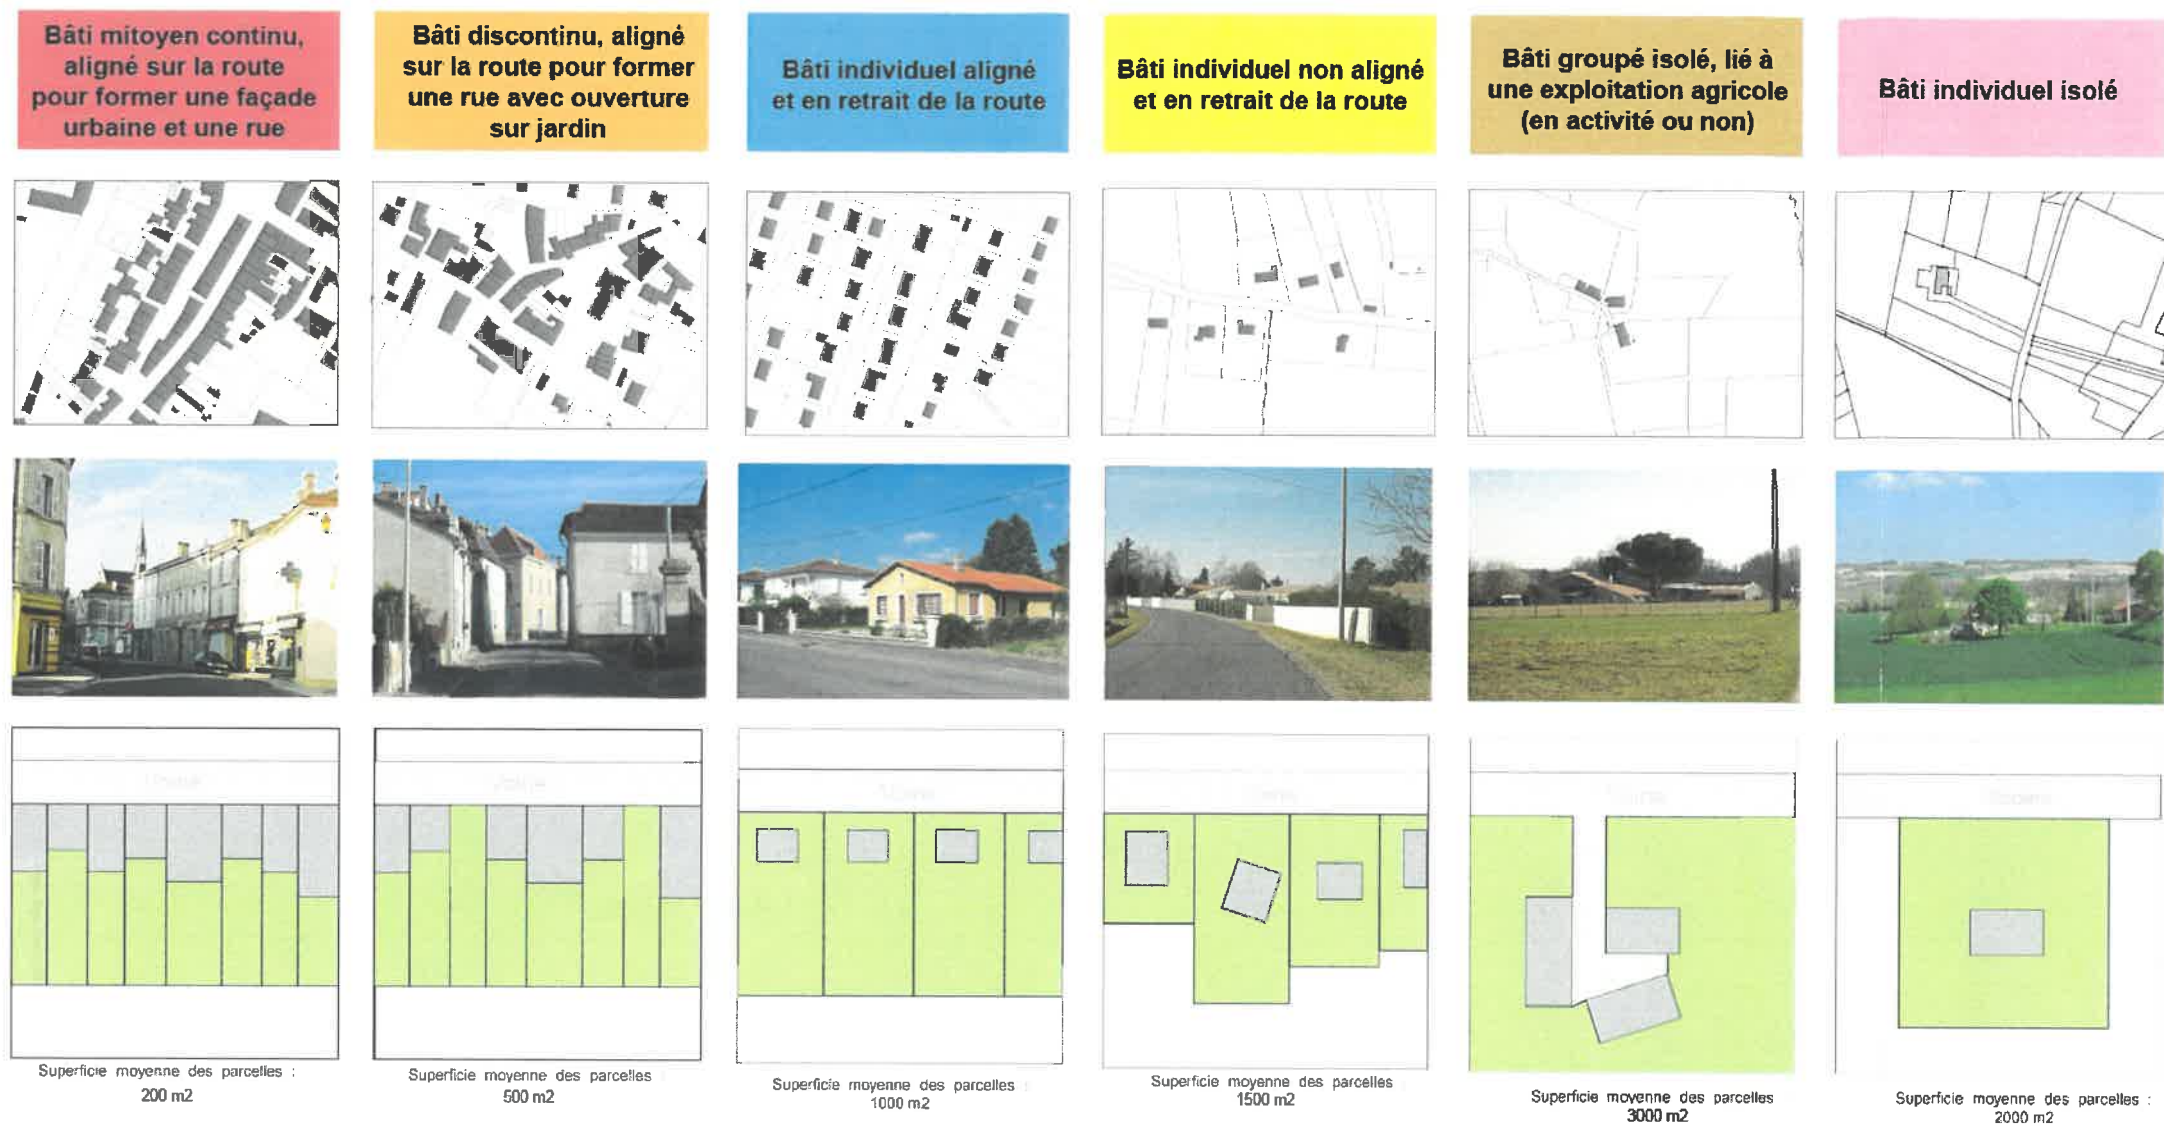 Bâti mitoyen continu,
aligné sur la route
pour former une façade
urbaine et une rue
Bâti discontinu, aligné
sur la route pour former
une rue avec ouverture
sur jardin
Bâti individuel aligné
et en retrait de la route
Bâti individuel non aligné
et en retrait de la route
Bâti groupé isolé, lié à
une exploitation agricole
(en activité ou non)
Bâti individuel isolé
Superficie moyenne des parcelles :
200 m2
Superficie moyenne des parcelles
500 m2
Superficie moyenne des parcelles
1000 m2
Superficie moyenne des parcelles
1500 m2
Superficie moyenne des parcelles
3000 m2
Superficie moyenne des parcelles :
2000 m2